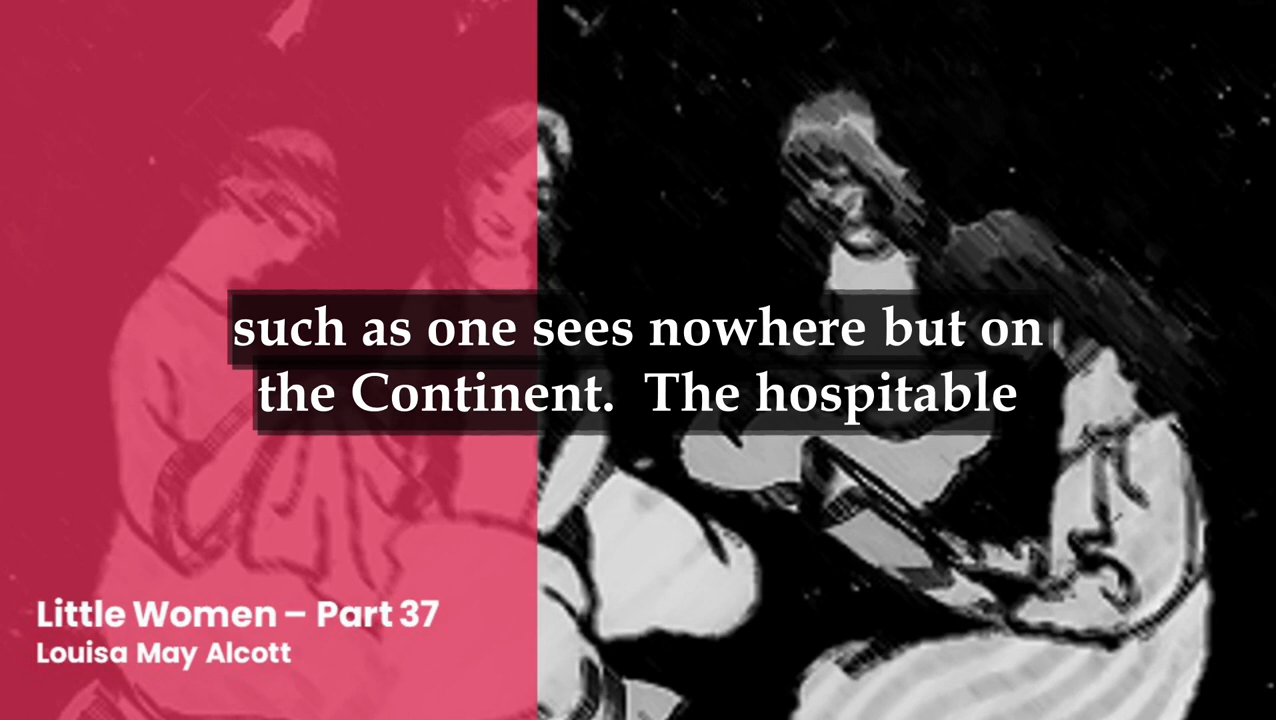 such as one sees nowhere but on
the Continent.  The hospitable
Little Women – Part 37
Louisa May Alcott